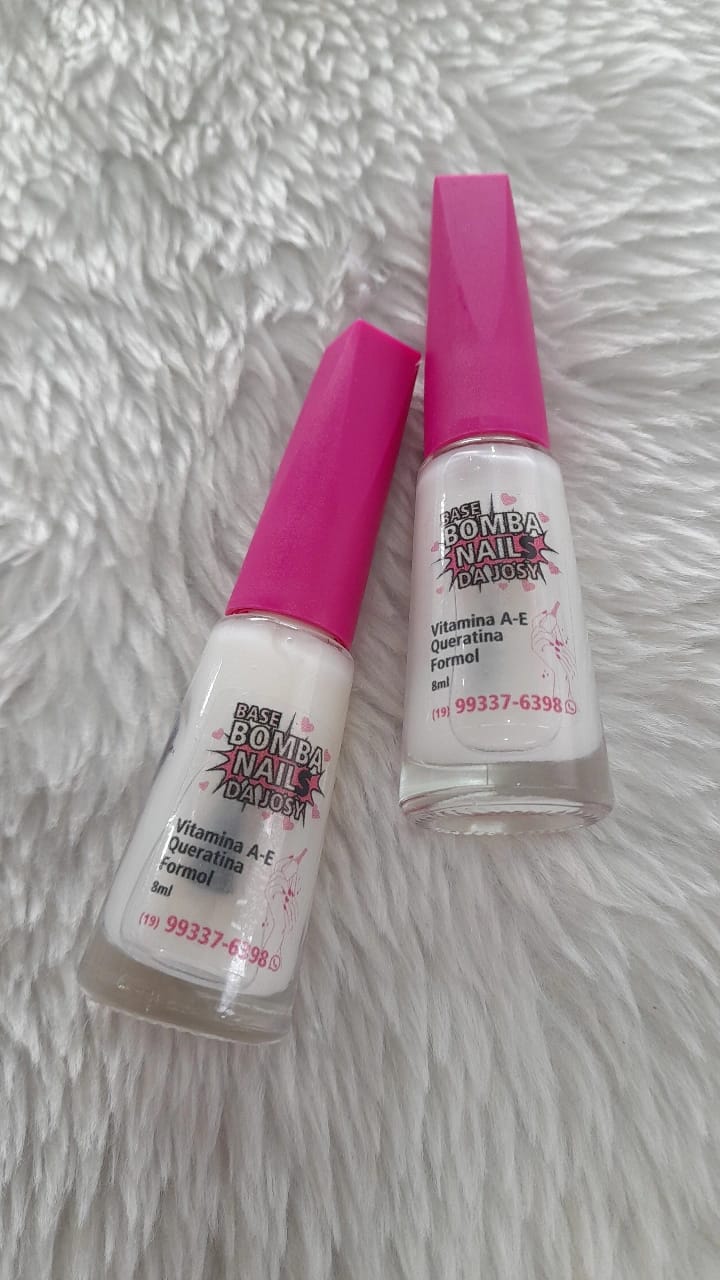 BASE
BOMBA
NAILS
DA JOSY
Vitamina A-E
Queratina
Formol
8ml
(19) 99337-6398
BASE
BOMBA
NAILS
DA JOSY
Vitamina A-E
Queratina
Formol
8ml
(19) 99337-6398